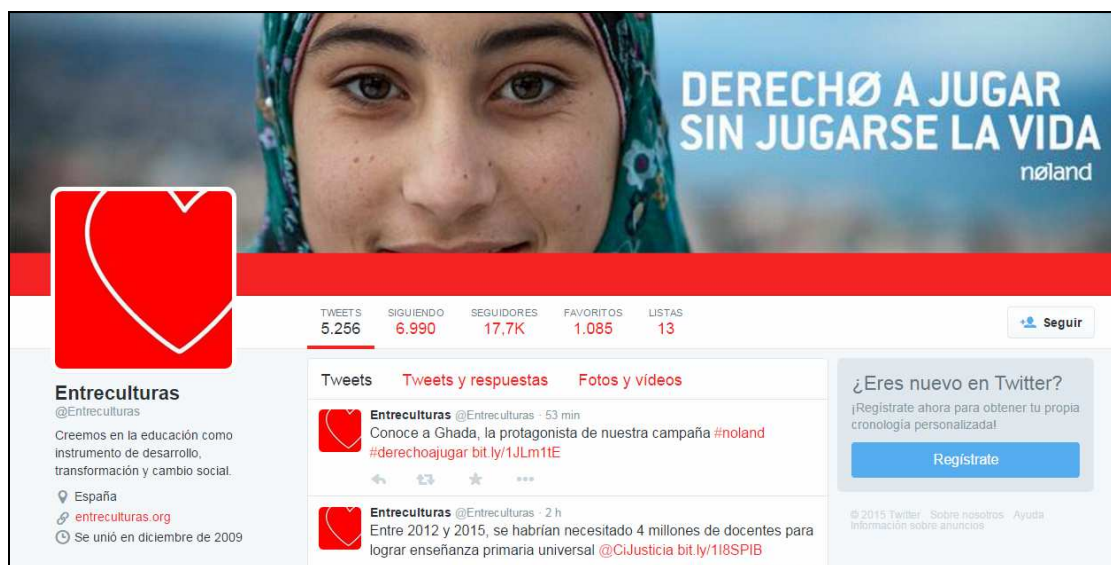 DERECHØ A JUGAR
SIN JUGARSE LA VIDA
nøland
TWEETS
5.256
SIGUIENDO
6.990
SEGUIDORES
17,7K
FAVORITOS
1.085
LISTAS
13
Seguir
Entreculturas
@Entreculturas
Creemos en la educación como
instrumento de desarrollo,
transformación y cambio social.
España
entreculturas.org
Se unió en diciembre de 2009
Tweets Tweets y respuestas Fotos y vídeos
Entreculturas @Entreculturas · 53 min
Conoce a Ghada, la protagonista de nuestra campaña #noland
#derechoajugar bit.ly/1JLm1tE
Entreculturas @Entreculturas · 2 h
Entre 2012 y 2015, se habrían necesitado 4 millones de docentes para
lograr enseñanza primaria universal @CiJusticia bit.ly/1I8SPIB
¿Eres nuevo en Twitter?
¡Regístrate ahora para obtener tu propia
cronología personalizada!
Regístrate
© 2015 Twitter Sobre nosotros Ayuda
Información sobre anuncios